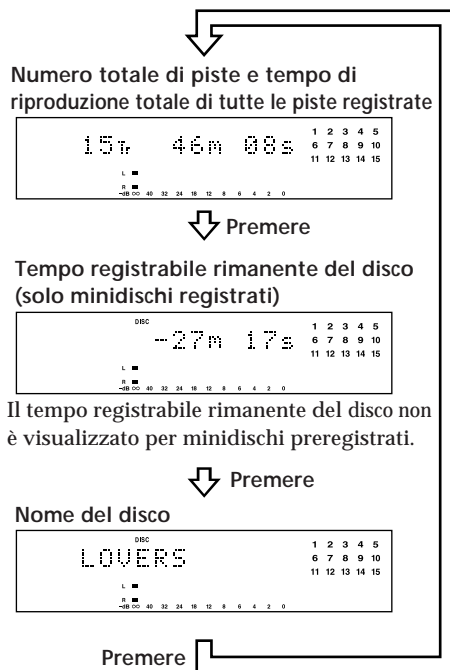 Numero totale di piste e tempo di
riproduzione totale di tutte le piste registrate
15Tr 46m 08s
1 2 3 4 5
6 7 8 9 10
11 12 13 14 15
L
R
-dB ∞ 40 32 24 18 12 8 6 4 2 0
Premere
Tempo registrabile rimanente del disco
(solo minidischi registrati)
DISC
-27m 17s
1 2 3 4 5
6 7 8 9 10
11 12 13 14 15
L
R
-dB ∞ 40 32 24 18 12 8 6 4 2 0
Il tempo registrabile rimanente del disco non
è visualizzato per minidischi preregistrati.
Premere
Nome del disco
DISC
LOVERS
1 2 3 4 5
6 7 8 9 10
11 12 13 14 15
L
R
-dB ∞ 40 32 24 18 12 8 6 4 2 0
Premere